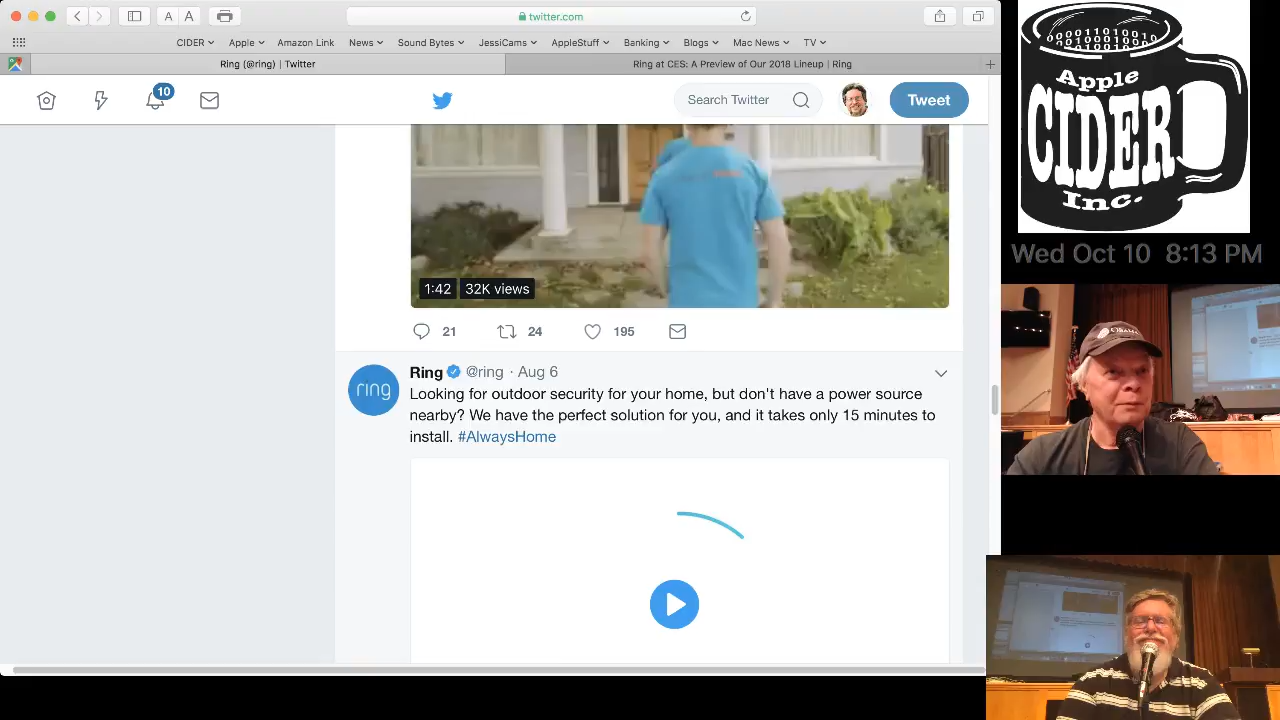 twitter.com
A A
CIDER Apple Amazon Link News Sound Bytes JessiCams AppleStuff Banking Blogs Mac News TV
Ring (@ring) | Twitter
Ring at CES: A Preview of Our 2018 Lineup | Ring
10
Search Twitter
Tweet
1:42 32K views
21 24 195
ring
Ring @ring · Aug 6
Looking for outdoor security for your home, but don't have a power source
nearby? We have the perfect solution for you, and it takes only 15 minutes to
install. #AlwaysHome
Apple
CIDER
Inc.
Wed Oct 10 8:13 PM